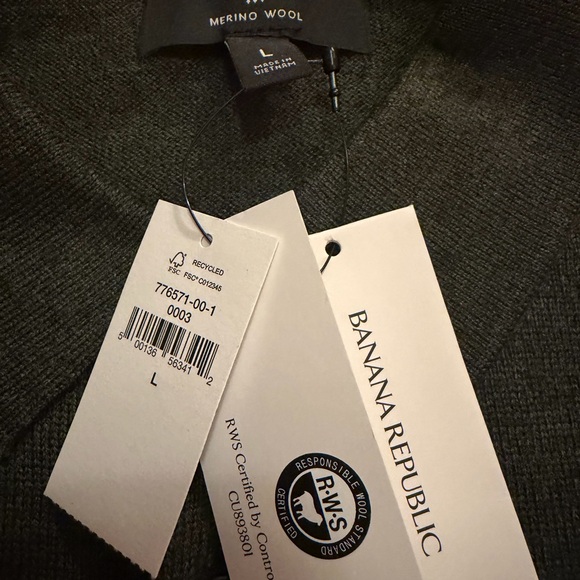 MERINO WOOL
L
MADE IN
VIETNAM
RECYCLED
FSC FSC® C012345
776571-00-1
0003
5 00136 56341 2
L
RWS Certified by Contro
CU893801
RESPONSIBLE WOOL STANDARD
R·W·S
CERTIFIED
BANANA REPUBLIC